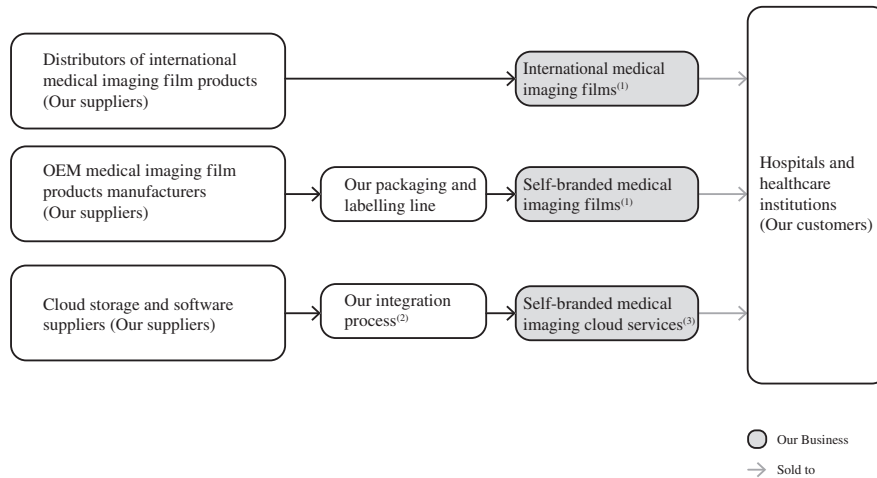 Distributors of international
medical imaging film products
(Our suppliers)
International medical
imaging films(1)
OEM medical imaging film
products manufacturers
(Our suppliers)
Our packaging and
labelling line
Self-branded medical
imaging films(1)
Cloud storage and software
suppliers (Our suppliers)
Our integration
process(2)
Self-branded medical
imaging cloud services(3)
Hospitals and
healthcare
institutions
(Our customers)
Our Business
Sold to